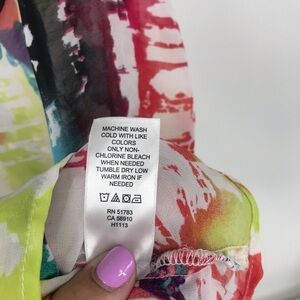 MACHINE WASH
COLD WITH LIKE
COLORS
ONLY NON-
CHLORINE BLEACH
WHEN NEEDED
TUMBLE DRY LOW
WARM IRON IF
NEEDED
RN 51783
CA 56910
H1113